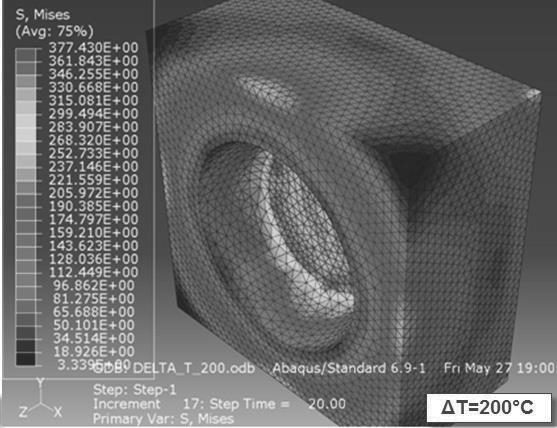 S, Mises
(Avg: 75%)
377.430E+00
361.843E+00
346.255E+00
330.668E+00
315.081E+00
299.494E+00
283.907E+00
268.320E+00
252.733E+00
237.146E+00
221.559E+00
205.972E+00
190.385E+00
174.797E+00
159.210E+00
143.623E+00
128.036E+00
112.449E+00
96.862E+00
81.275E+00
65.688E+00
50.101E+00
34.514E+00
18.926E+00
3.339E+00
ODB: DELTA_T_200.odb Abaqus/Standard 6.9-1 Fri May 27 19:00
Step: Step-1
Increment 17: Step Time = 20.00
Primary Var: S, Mises
Y
Z X
ΔT=200°C